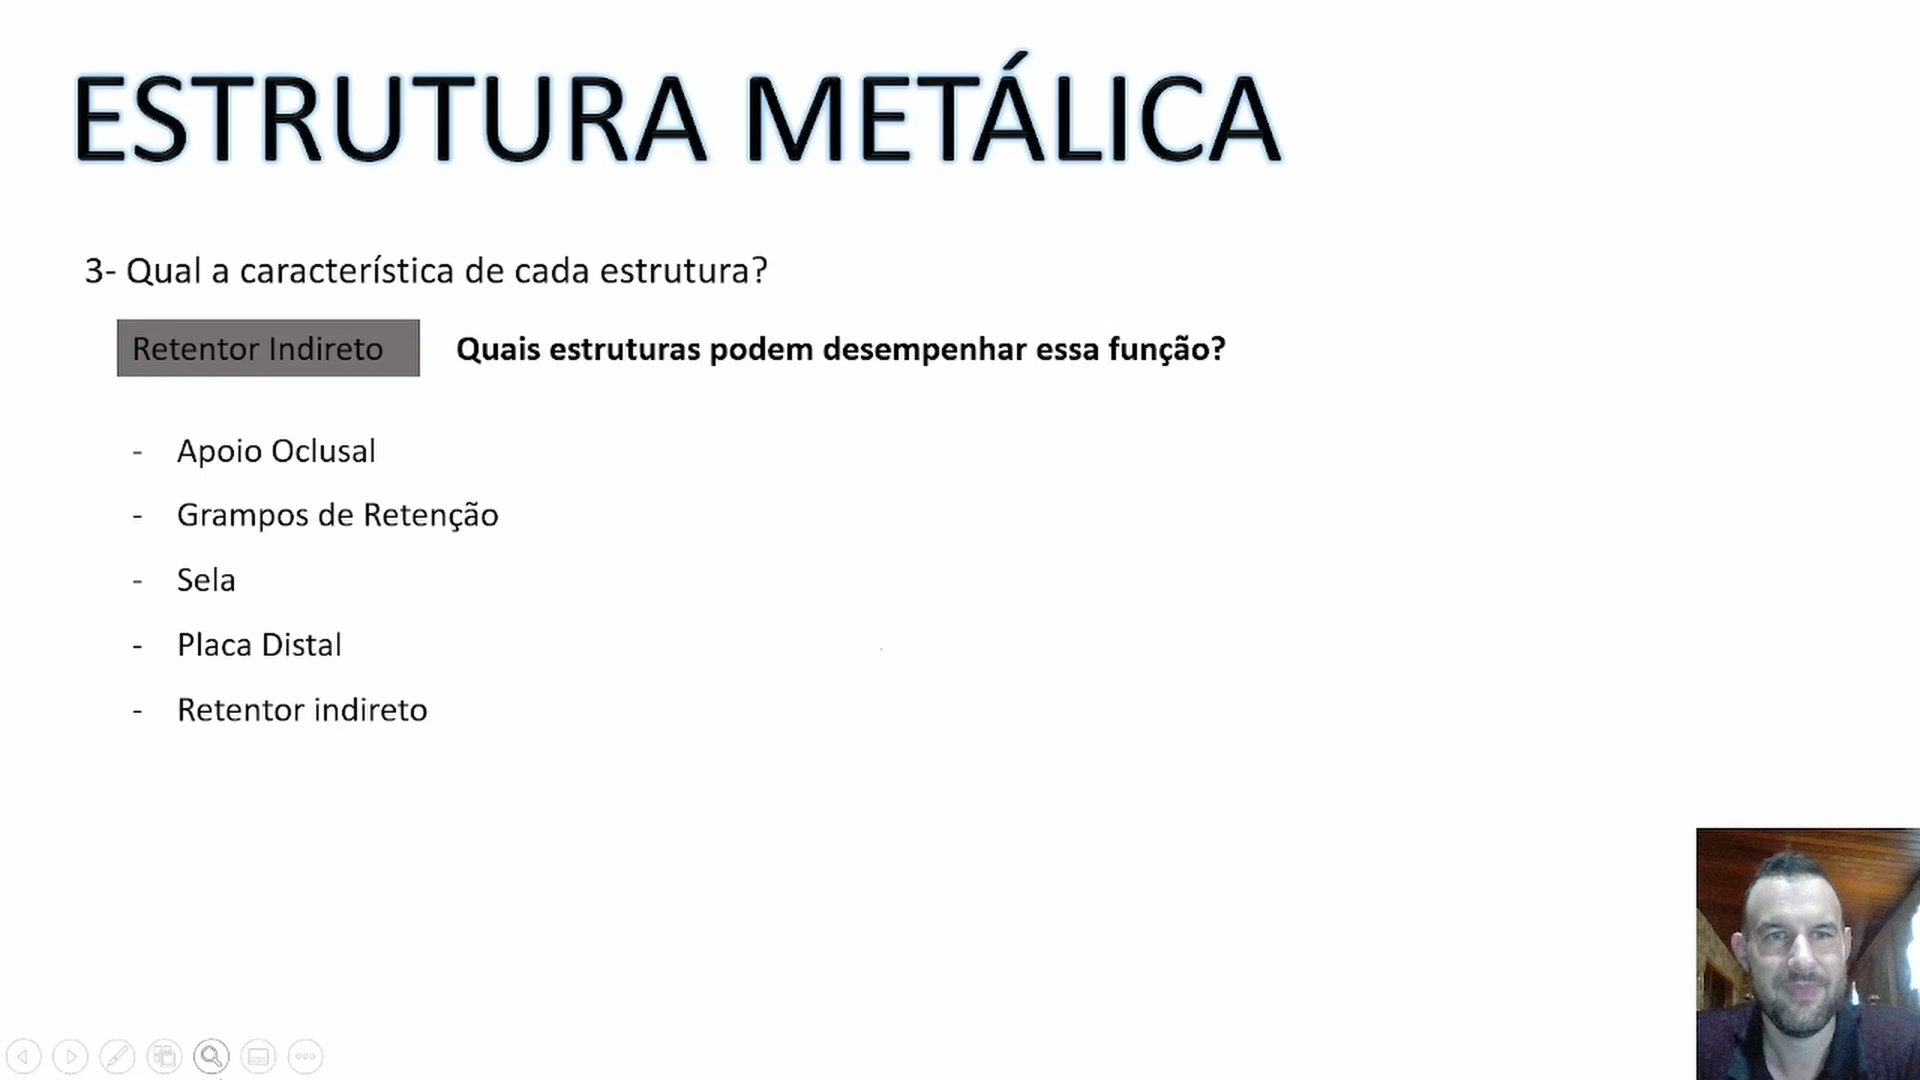 ESTRUTURA METÁLICA
3- Qual a característica de cada estrutura?
Retentor Indireto Quais estruturas podem desempenhar essa função?
- Apoio Oclusal
- Grampos de Retenção
- Sela
- Placa Distal
- Retentor indireto